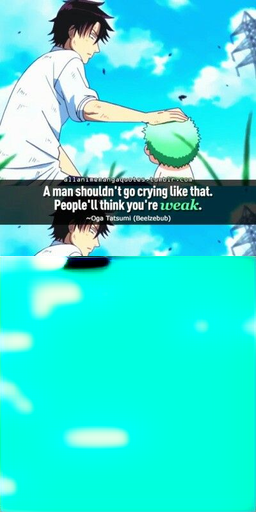 allanimemangaquotes.tumblr.com
A man shouldn't go crying like that.
People'll think you're weak.
~Oga Tatsumi (Beelzebub)